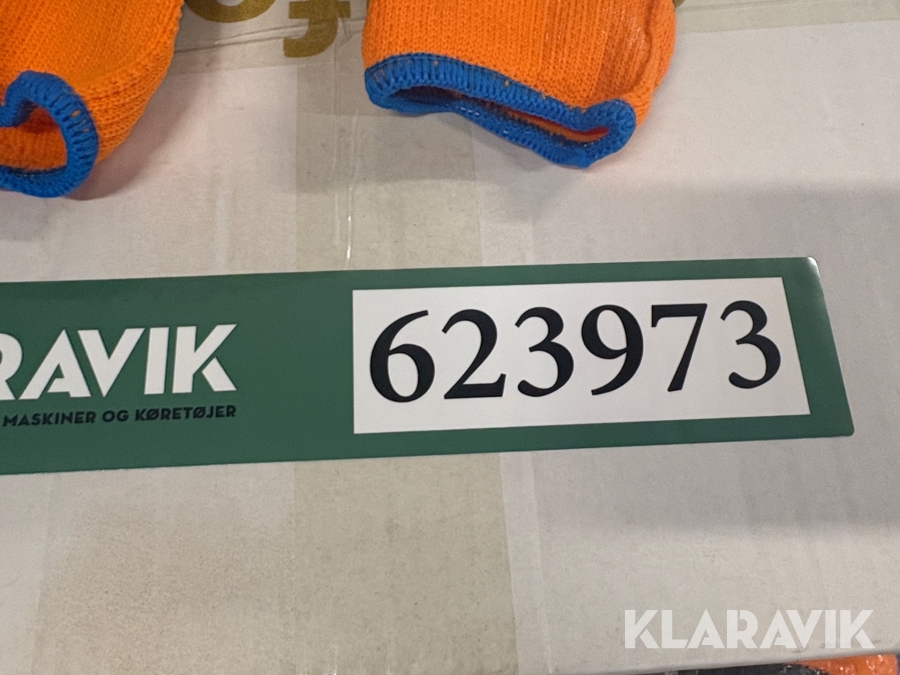 RAVIK
623973
MASKINER OG KØRETØJER
KLARAVIK